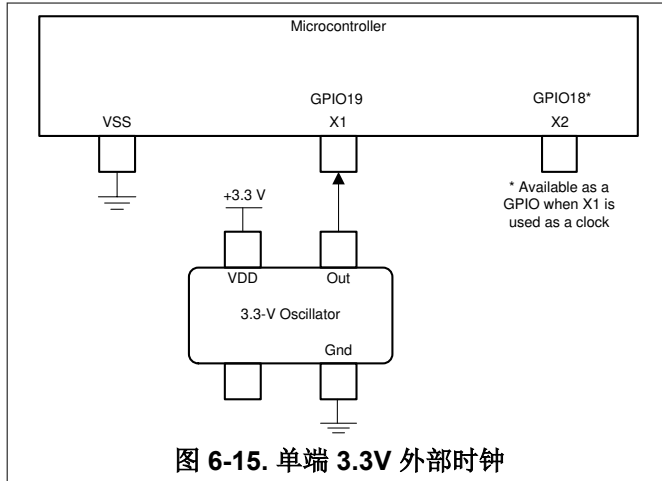 Microcontroller
GPIO19
GPIO18*
VSS
X1
X2
+3.3 V
* Available as a
GPIO when X1 is
used as a clock
VDD
Out
3.3-V Oscillator
Gnd
图 6-15. 单端 3.3V 外部时钟